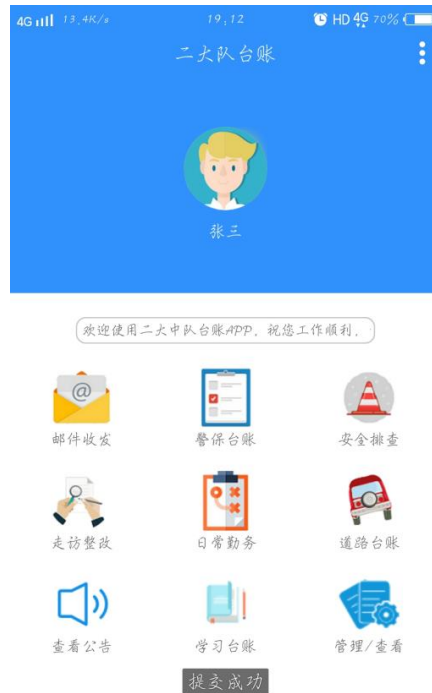 4G 13.4K/s 19:12 HD 4G 70%
二大队台账
张三
欢迎使用二大中队台账APP，祝您工作顺利，
@
邮件收发 警保台账 安全排查
走访整改 日常勤务 道路台账
查看公告 学习台账 管理/查看
提交成功